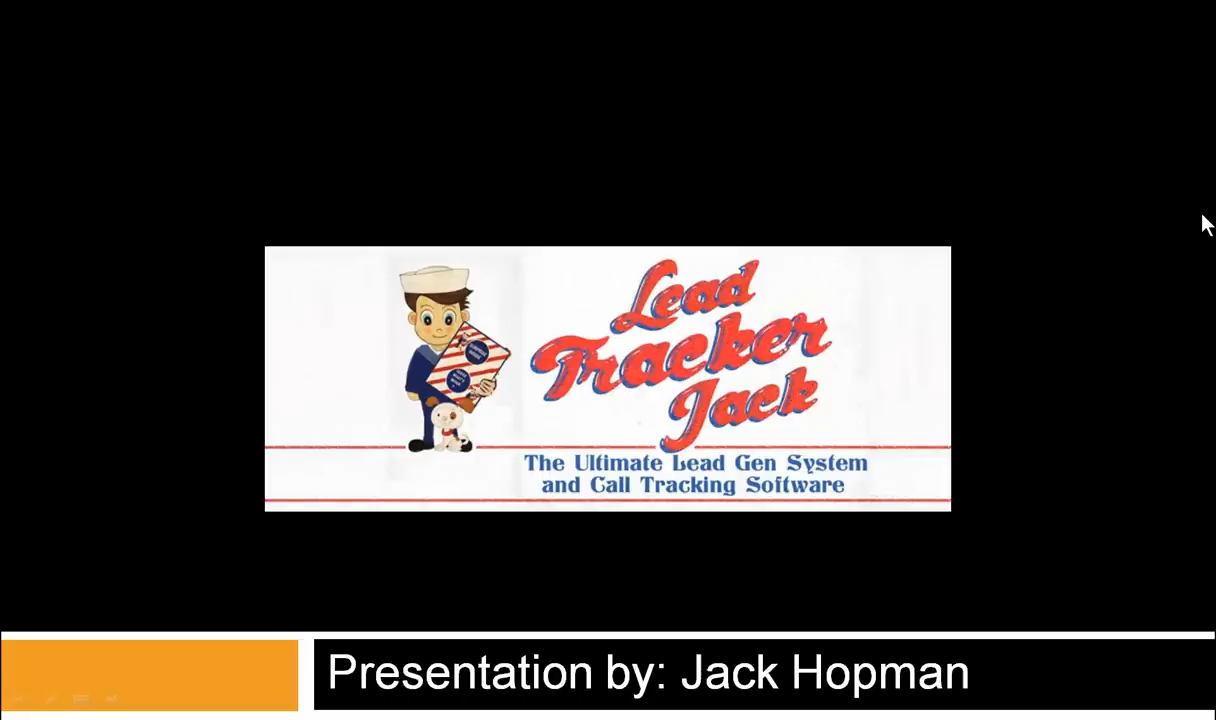 Lead
Tracker
Jack
The Ultimate Lead Gen System
and Call Tracking Software
Presentation by: Jack Hopman